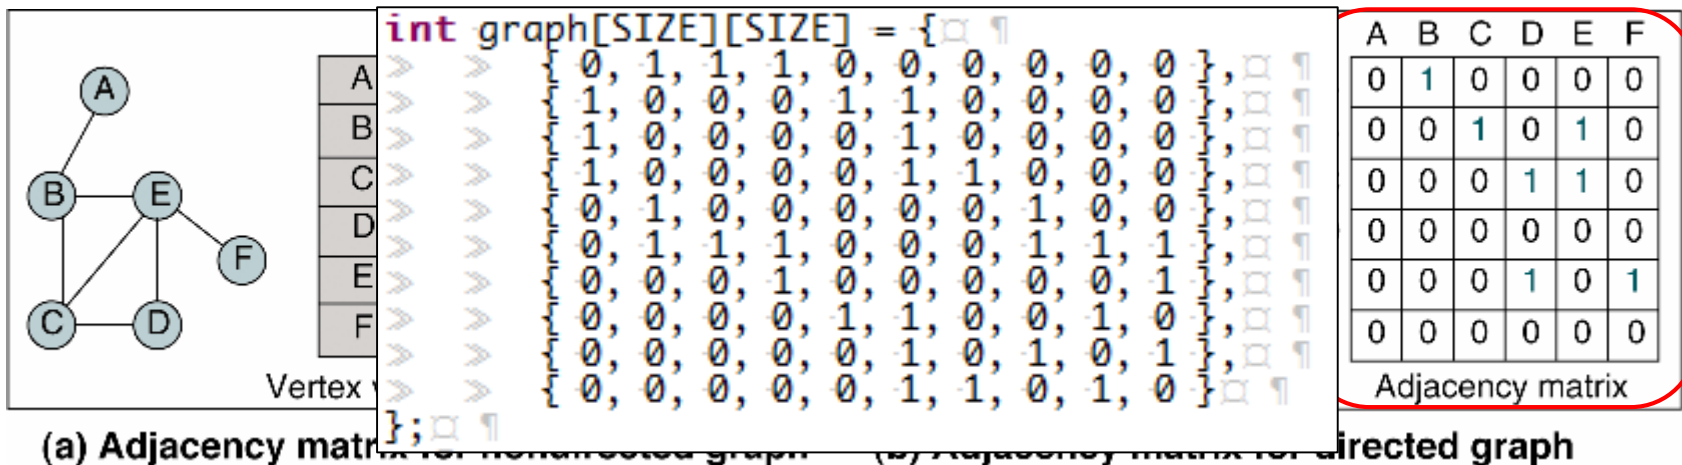 A
B
E
F
C
D
A
B
C
D
E
F
Vertex
int graph[SIZE][SIZE] = {
{ 0, 1, 1, 1, 0, 0, 0, 0, 0, 0 },
{ 1, 0, 0, 0, 1, 1, 0, 0, 0, 0 },
{ 1, 0, 0, 0, 0, 1, 0, 0, 0, 0 },
{ 1, 0, 0, 0, 0, 1, 1, 0, 0, 0 },
{ 0, 1, 0, 0, 0, 0, 0, 1, 0, 0 },
{ 0, 1, 1, 1, 0, 0, 0, 1, 1, 1 },
{ 0, 0, 0, 1, 0, 0, 0, 0, 0, 1 },
{ 0, 0, 0, 0, 1, 1, 0, 0, 1, 0 },
{ 0, 0, 0, 0, 0, 1, 0, 1, 0, 1 },
{ 0, 0, 0, 0, 0, 1, 1, 0, 1, 0 }
};
A B C D E F
0 1 0 0 0 0
0 0 1 0 1 0
0 0 0 1 1 0
0 0 0 0 0 0
0 0 0 1 0 1
0 0 0 0 0 0
Adjacency matrix
(a) Adjacency graph
graph